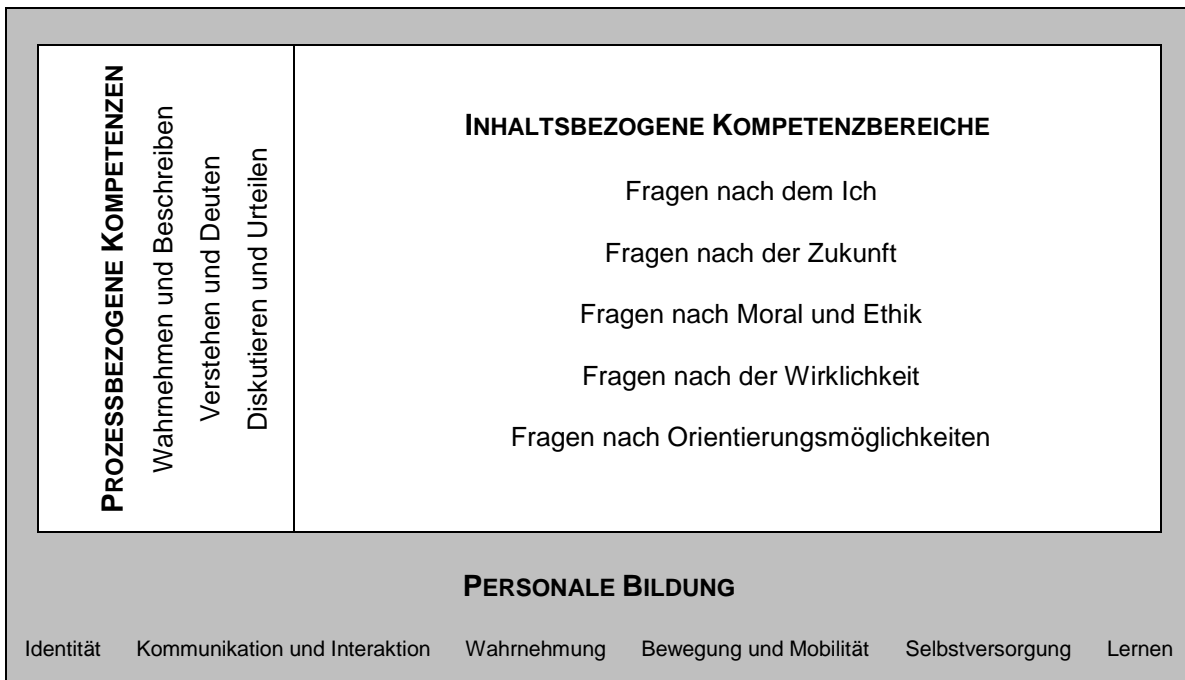 PROZESSBEZOGENE KOMPETENZEN
Wahrnehmen und Beschreiben
Verstehen und Deuten
Diskutieren und Urteilen
INHALTSBEZOGENE KOMPETENZBEREICHE
Fragen nach dem Ich
Fragen nach der Zukunft
Fragen nach Moral und Ethik
Fragen nach der Wirklichkeit
Fragen nach Orientierungsmöglichkeiten
PERSONALE BILDUNG
Identität Kommunikation und Interaktion Wahrnehmung Bewegung und Mobilität Selbstversorgung Lernen